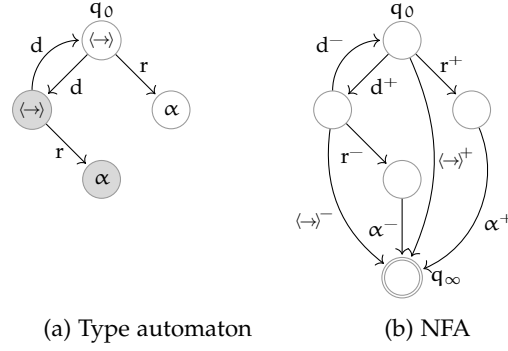 q₀
⟨→⟩
d
d
r
⟨→⟩
α
r
α
(a) Type automaton
q₀
d⁻
d⁺
r⁺
r⁻
⟨→⟩⁺
⟨→⟩⁻
α⁻
α⁺
q∞
(b) NFA